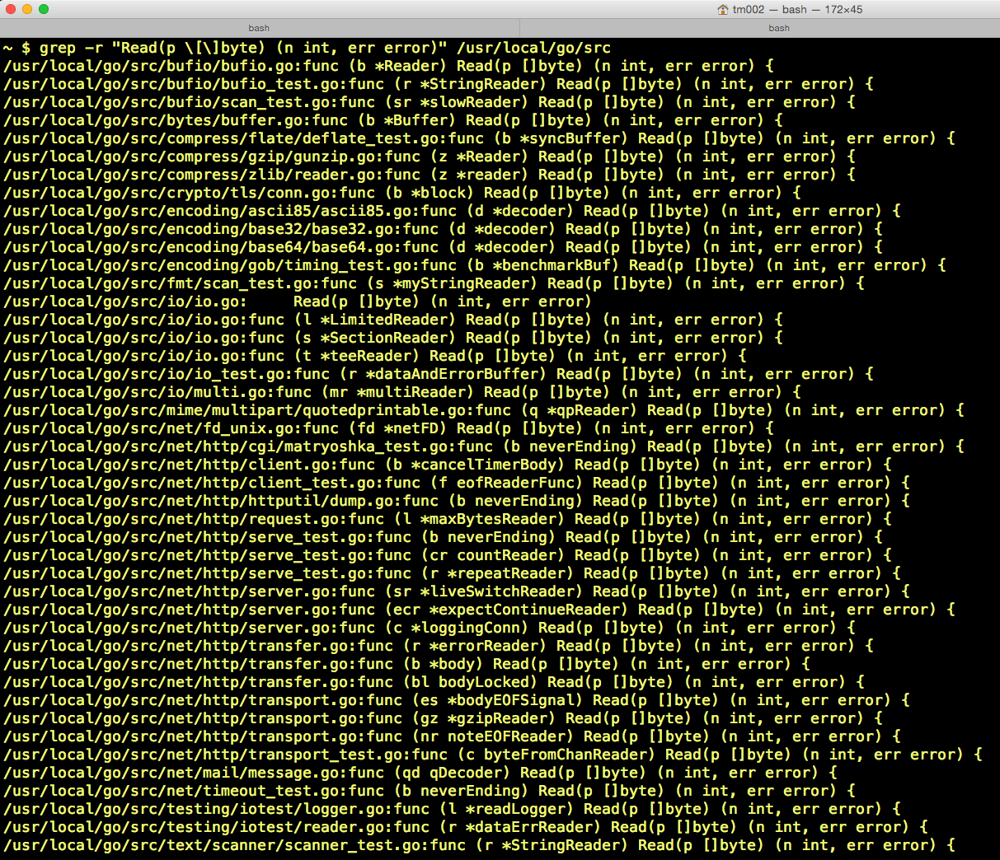 tm002 — bash — 172×45
bash bash
~ $ grep -r "Read(p \[\]byte) (n int, err error)" /usr/local/go/src
/usr/local/go/src/bufio/bufio.go:func (b *Reader) Read(p []byte) (n int, err error) {
/usr/local/go/src/bufio/bufio_test.go:func (r *StringReader) Read(p []byte) (n int, err error) {
/usr/local/go/src/bufio/scan_test.go:func (sr *slowReader) Read(p []byte) (n int, err error) {
/usr/local/go/src/bytes/buffer.go:func (b *Buffer) Read(p []byte) (n int, err error) {
/usr/local/go/src/compress/flate/deflate_test.go:func (b *syncBuffer) Read(p []byte) (n int, err error) {
/usr/local/go/src/compress/gzip/gunzip.go:func (z *Reader) Read(p []byte) (n int, err error) {
/usr/local/go/src/compress/zlib/reader.go:func (z *reader) Read(p []byte) (n int, err error) {
/usr/local/go/src/crypto/tls/conn.go:func (b *block) Read(p []byte) (n int, err error) {
/usr/local/go/src/encoding/ascii85/ascii85.go:func (d *decoder) Read(p []byte) (n int, err error) {
/usr/local/go/src/encoding/base32/base32.go:func (d *decoder) Read(p []byte) (n int, err error) {
/usr/local/go/src/encoding/base64/base64.go:func (d *decoder) Read(p []byte) (n int, err error) {
/usr/local/go/src/encoding/gob/timing_test.go:func (b *benchmarkBuf) Read(p []byte) (n int, err error) {
/usr/local/go/src/fmt/scan_test.go:func (s *myStringReader) Read(p []byte) (n int, err error) {
/usr/local/go/src/io/io.go:     Read(p []byte) (n int, err error)
/usr/local/go/src/io/io.go:func (l *LimitedReader) Read(p []byte) (n int, err error) {
/usr/local/go/src/io/io.go:func (s *SectionReader) Read(p []byte) (n int, err error) {
/usr/local/go/src/io/io.go:func (t *teeReader) Read(p []byte) (n int, err error) {
/usr/local/go/src/io/io_test.go:func (r *dataAndErrorBuffer) Read(p []byte) (n int, err error) {
/usr/local/go/src/io/multi.go:func (mr *multiReader) Read(p []byte) (n int, err error) {
/usr/local/go/src/mime/multipart/quotedprintable.go:func (q *qpReader) Read(p []byte) (n int, err error) {
/usr/local/go/src/net/fd_unix.go:func (fd *netFD) Read(p []byte) (n int, err error) {
/usr/local/go/src/net/http/cgi/matryoshka_test.go:func (b neverEnding) Read(p []byte) (n int, err error) {
/usr/local/go/src/net/http/client.go:func (b *cancelTimerBody) Read(p []byte) (n int, err error) {
/usr/local/go/src/net/http/client_test.go:func (f eofReaderFunc) Read(p []byte) (n int, err error) {
/usr/local/go/src/net/http/httputil/dump.go:func (b neverEnding) Read(p []byte) (n int, err error) {
/usr/local/go/src/net/http/request.go:func (l *maxBytesReader) Read(p []byte) (n int, err error) {
/usr/local/go/src/net/http/serve_test.go:func (b neverEnding) Read(p []byte) (n int, err error) {
/usr/local/go/src/net/http/serve_test.go:func (cr countReader) Read(p []byte) (n int, err error) {
/usr/local/go/src/net/http/serve_test.go:func (r *repeatReader) Read(p []byte) (n int, err error) {
/usr/local/go/src/net/http/server.go:func (sr *liveSwitchReader) Read(p []byte) (n int, err error) {
/usr/local/go/src/net/http/server.go:func (ecr *expectContinueReader) Read(p []byte) (n int, err error) {
/usr/local/go/src/net/http/server.go:func (c *loggingConn) Read(p []byte) (n int, err error) {
/usr/local/go/src/net/http/transfer.go:func (r *errorReader) Read(p []byte) (n int, err error) {
/usr/local/go/src/net/http/transfer.go:func (b *body) Read(p []byte) (n int, err error) {
/usr/local/go/src/net/http/transfer.go:func (bl bodyLocked) Read(p []byte) (n int, err error) {
/usr/local/go/src/net/http/transport.go:func (es *bodyEOFSignal) Read(p []byte) (n int, err error) {
/usr/local/go/src/net/http/transport.go:func (gz *gzipReader) Read(p []byte) (n int, err error) {
/usr/local/go/src/net/http/transport.go:func (nr noteEOFReader) Read(p []byte) (n int, err error) {
/usr/local/go/src/net/http/transport_test.go:func (c byteFromChanReader) Read(p []byte) (n int, err error) {
/usr/local/go/src/net/mail/message.go:func (qd qDecoder) Read(p []byte) (n int, err error) {
/usr/local/go/src/net/timeout_test.go:func (b neverEnding) Read(p []byte) (n int, err error) {
/usr/local/go/src/testing/iotest/logger.go:func (l *readLogger) Read(p []byte) (n int, err error) {
/usr/local/go/src/testing/iotest/reader.go:func (r *dataErrReader) Read(p []byte) (n int, err error) {
/usr/local/go/src/text/scanner/scanner_test.go:func (r *StringReader) Read(p []byte) (n int, err error) {